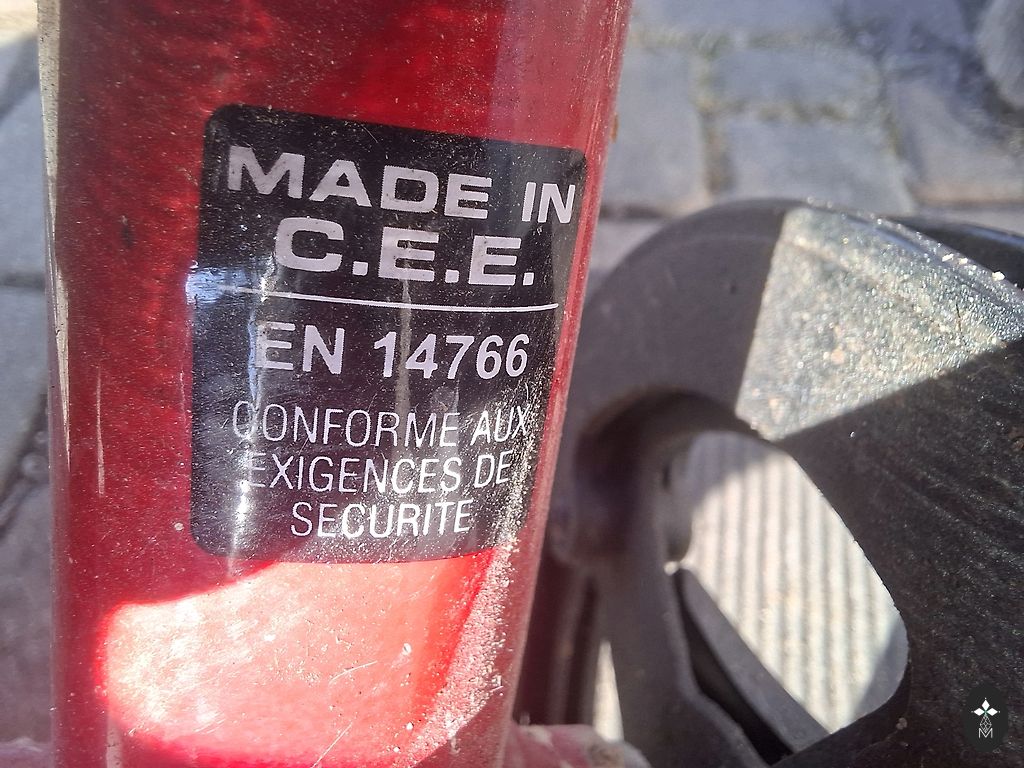 MADE IN
C.E.E.
EN 14766
CONFORME AUX
EXIGENCES DE
SECURITE
M